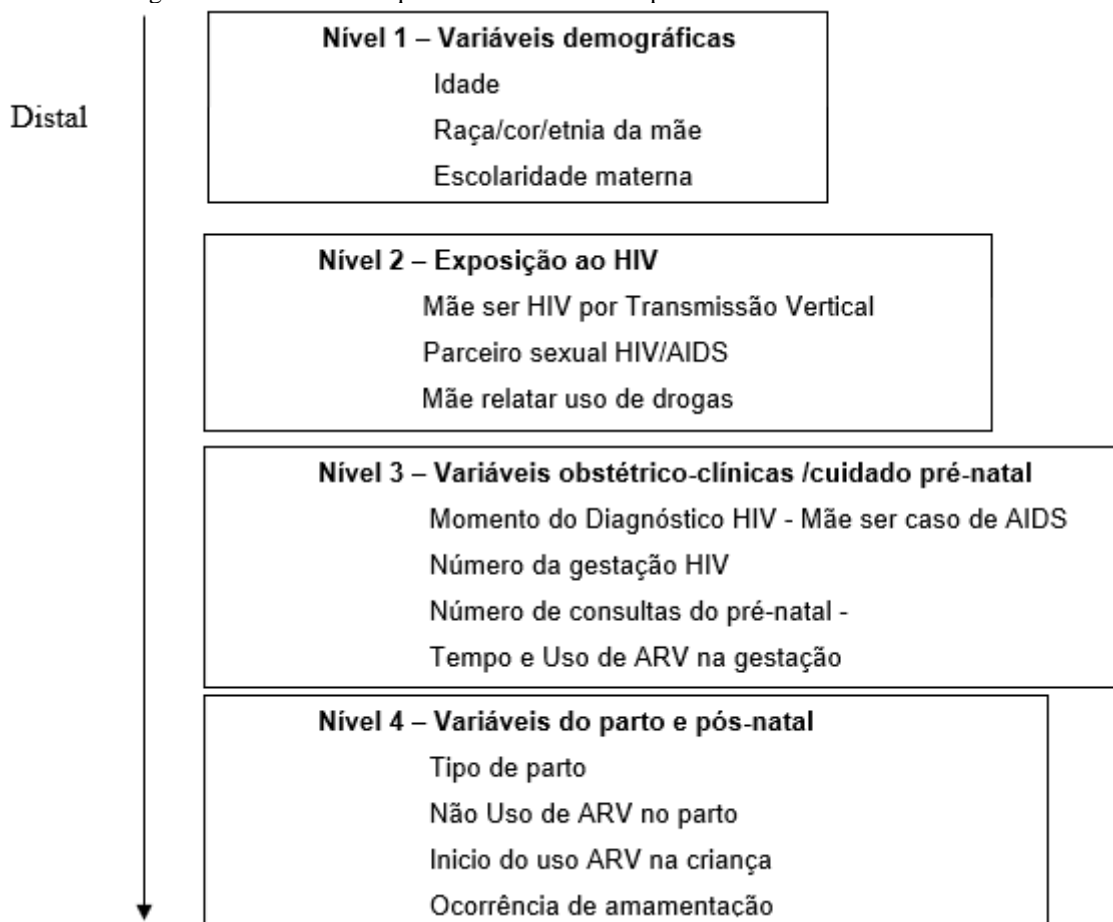 Nível 1 – Variáveis demográficas
Idade
Distal
Raça/cor/etnia da mãe
Escolaridade materna
Nível 2 – Exposição ao HIV
Mãe ser HIV por Transmissão Vertical
Parceiro sexual HIV/AIDS
Mãe relatar uso de drogas
Nível 3 – Variáveis obstétrico-clínicas /cuidado pré-natal
Momento do Diagnóstico HIV - Mãe ser caso de AIDS
Número da gestação HIV
Número de consultas do pré-natal -
Tempo e Uso de ARV na gestação
Nível 4 – Variáveis do parto e pós-natal
Tipo de parto
Não Uso de ARV no parto
Inicio do uso ARV na criança
Ocorrência de amamentação